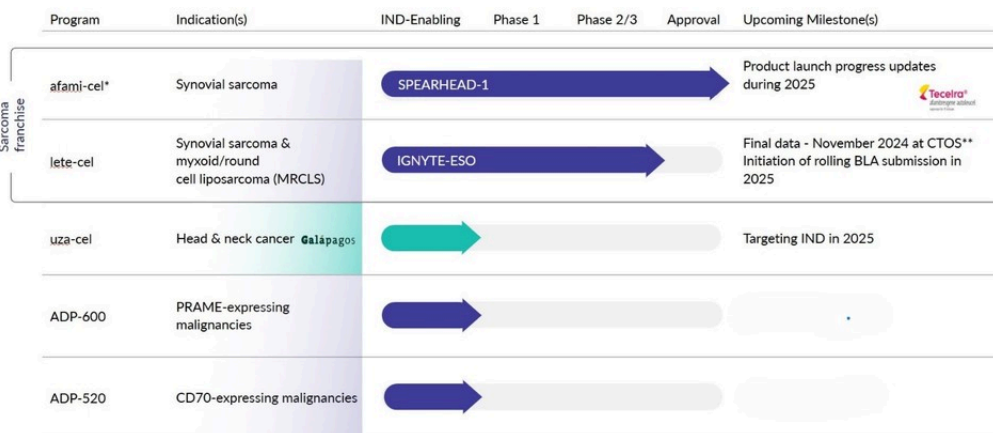 Program Indication(s) IND-Enabling Phase 1 Phase 2/3 Approval Upcoming Milestone(s)
Sarcoma
franchise
afami-cel* Synovial sarcoma SPEARHEAD-1 Product launch progress updates
during 2025
Tecelra®
lete-cel Synovial sarcoma &
myxoid/round
cell liposarcoma (MRCLS)
IGNYTE-ESO
Final data - November 2024 at CTOS**
Initiation of rolling BLA submission in
2025
uza-cel Head & neck cancer Galápagos Targeting IND in 2025
ADP-600 PRAME-expressing
malignancies
ADP-520 CD70-expressing malignancies